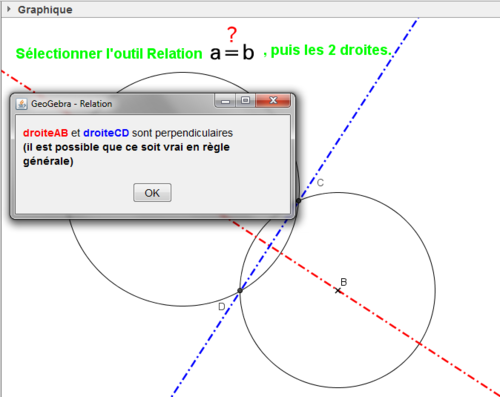 Graphique
?
Sélectionner l'outil Relation a=b , puis les 2 droites.
GeoGebra - Relation
droiteAB et droiteCD sont perpendiculaires
(il est possible que ce soit vrai en règle
générale)
OK
C
B
D